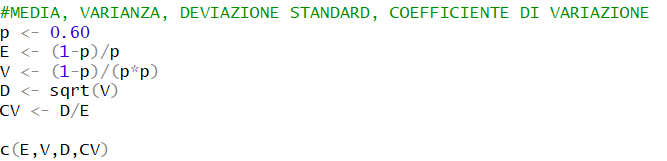 #MEDIA, VARIANZA, DEVIAZIONE STANDARD, COEFFICIENTE DI VARIAZIONE
p <- 0.60
E <- (1-p)/p
V <- (1-p)/(p*p)
D <- sqrt(V)
CV <- D/E
c(E,V,D,CV)